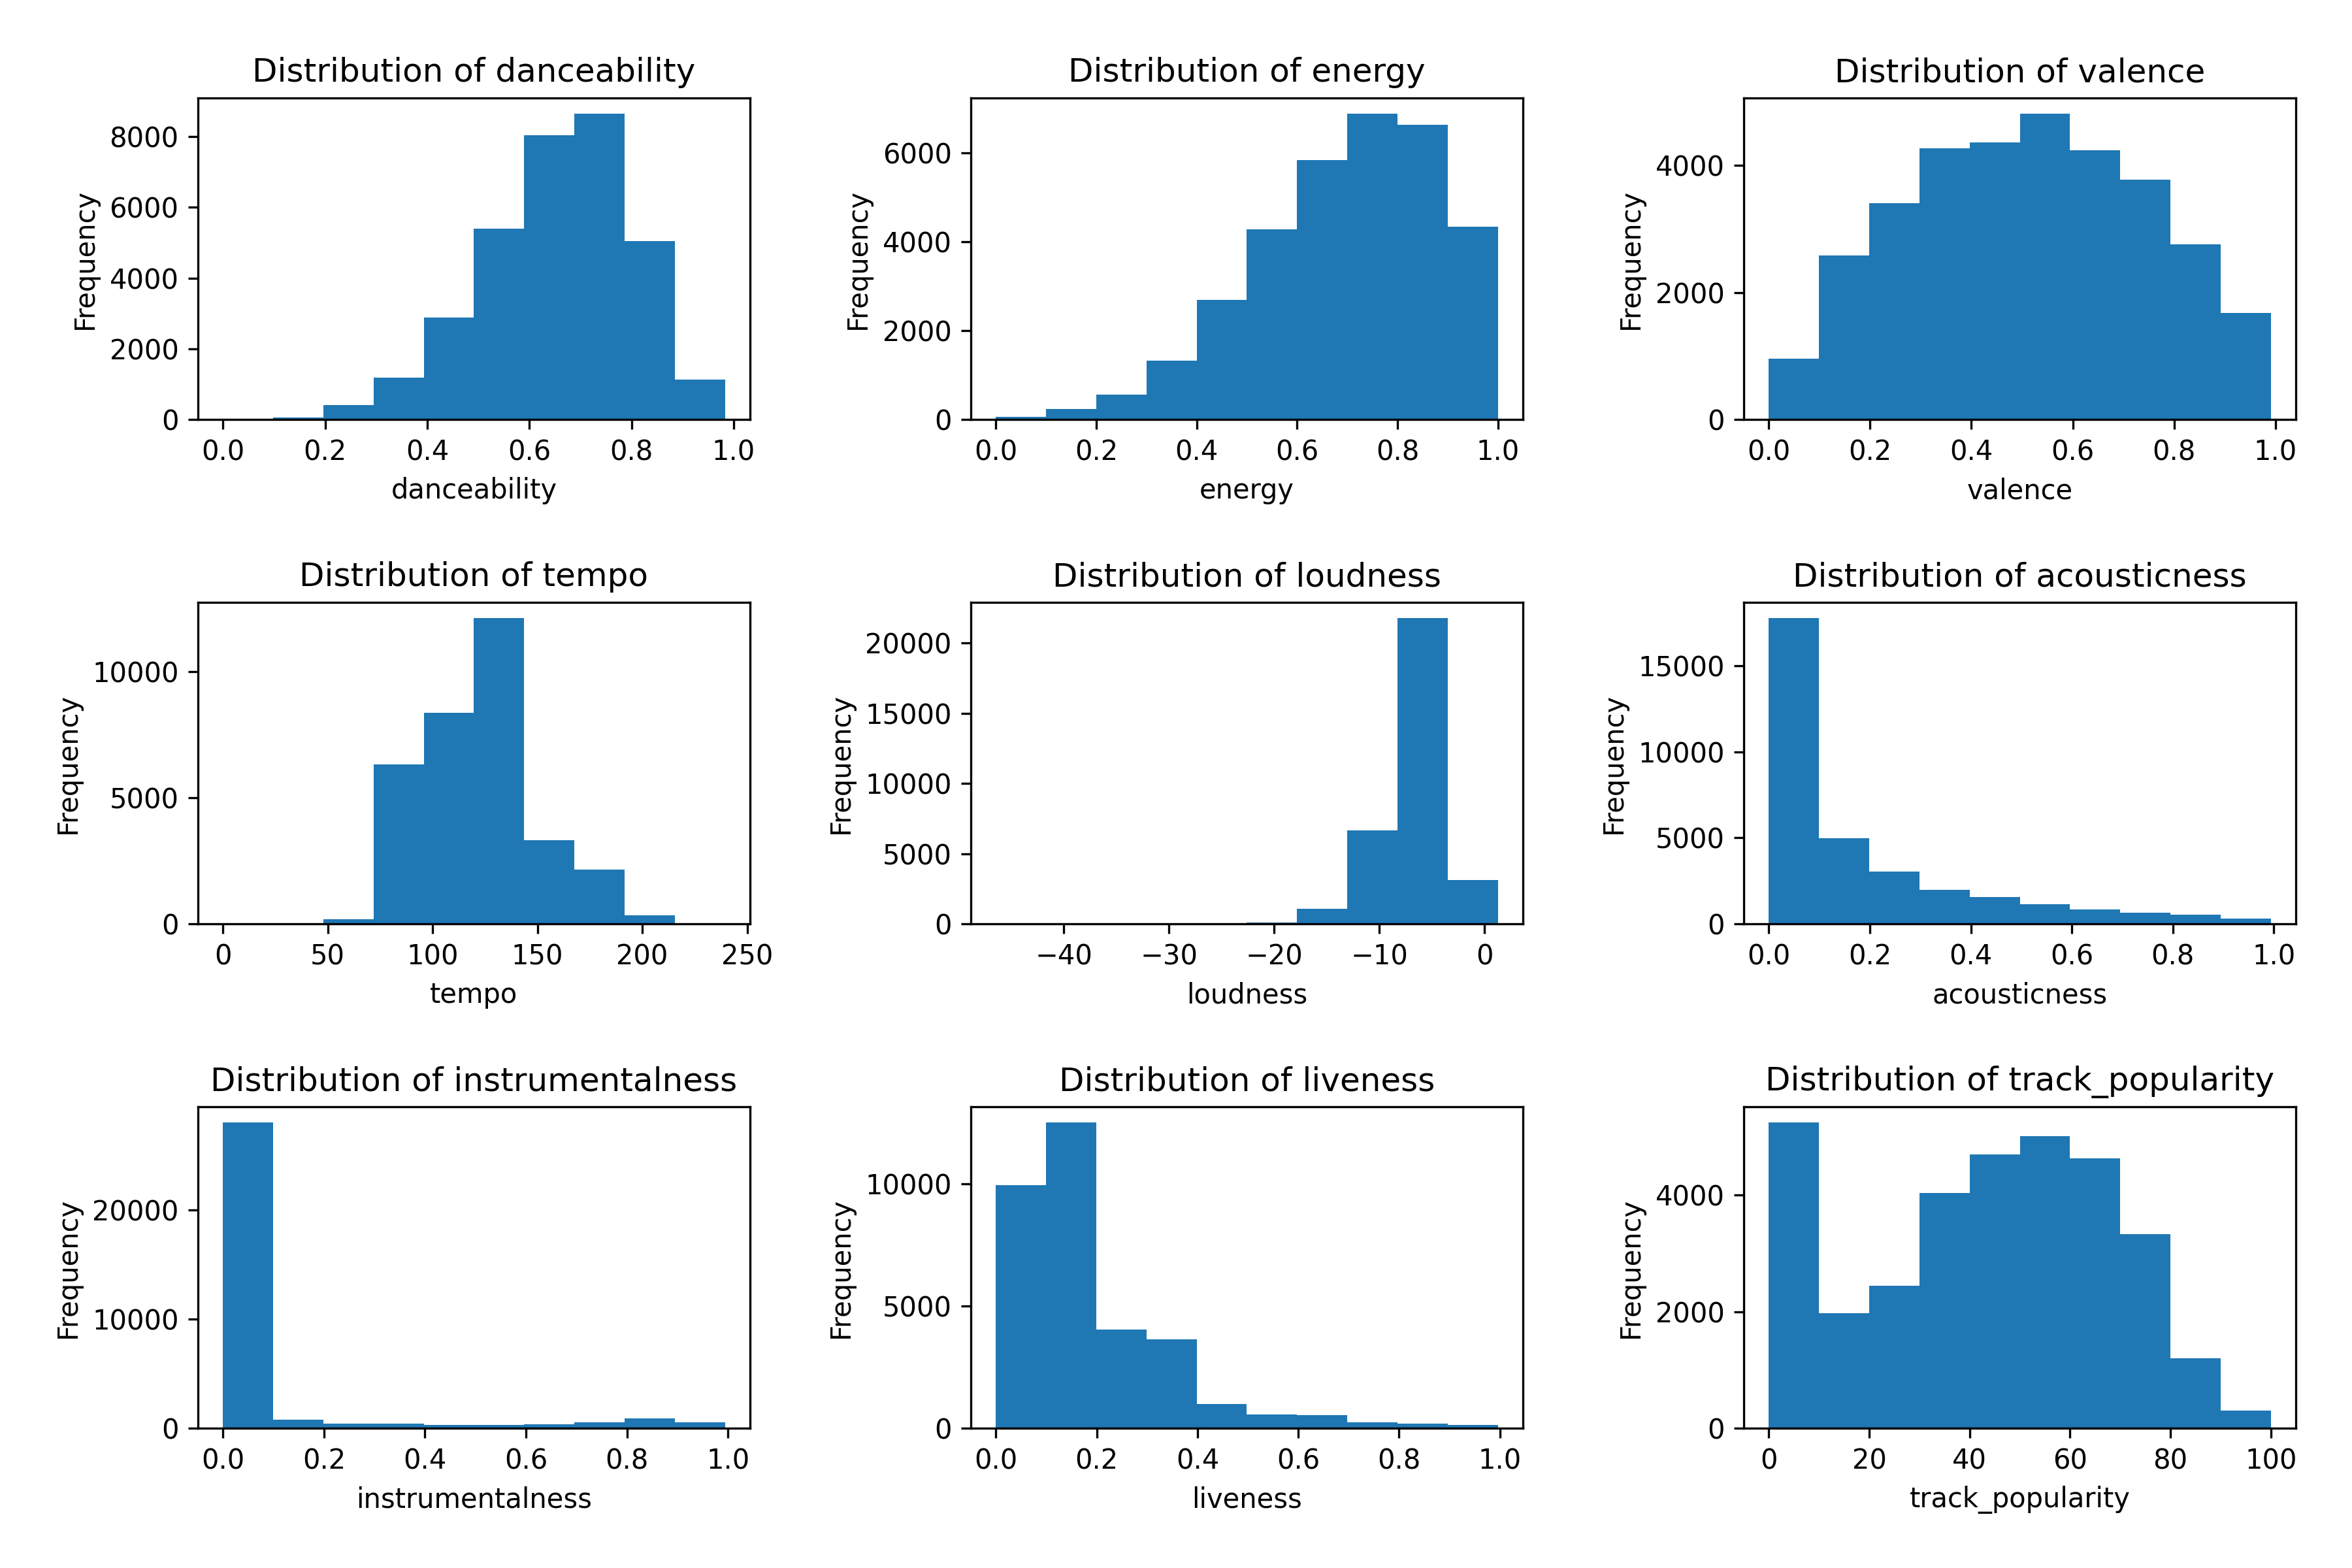 Distribution of danceability
Frequency
8000
6000
4000
2000
0
0.0 0.2 0.4 0.6 0.8 1.0
danceability
Distribution of energy
Frequency
6000
4000
2000
0
0.0 0.2 0.4 0.6 0.8 1.0
energy
Distribution of valence
Frequency
4000
2000
0
0.0 0.2 0.4 0.6 0.8 1.0
valence
Distribution of tempo
Frequency
10000
5000
0
0 50 100 150 200 250
tempo
Distribution of loudness
Frequency
20000
15000
10000
5000
0
−40 −30 −20 −10 0
loudness
Distribution of acousticness
Frequency
15000
10000
5000
0
0.0 0.2 0.4 0.6 0.8 1.0
acousticness
Distribution of instrumentalness
Frequency
20000
10000
0
0.0 0.2 0.4 0.6 0.8 1.0
instrumentalness
Distribution of liveness
Frequency
10000
5000
0
0.0 0.2 0.4 0.6 0.8 1.0
liveness
Distribution of track_popularity
Frequency
4000
2000
0
0 20 40 60 80 100
track_popularity